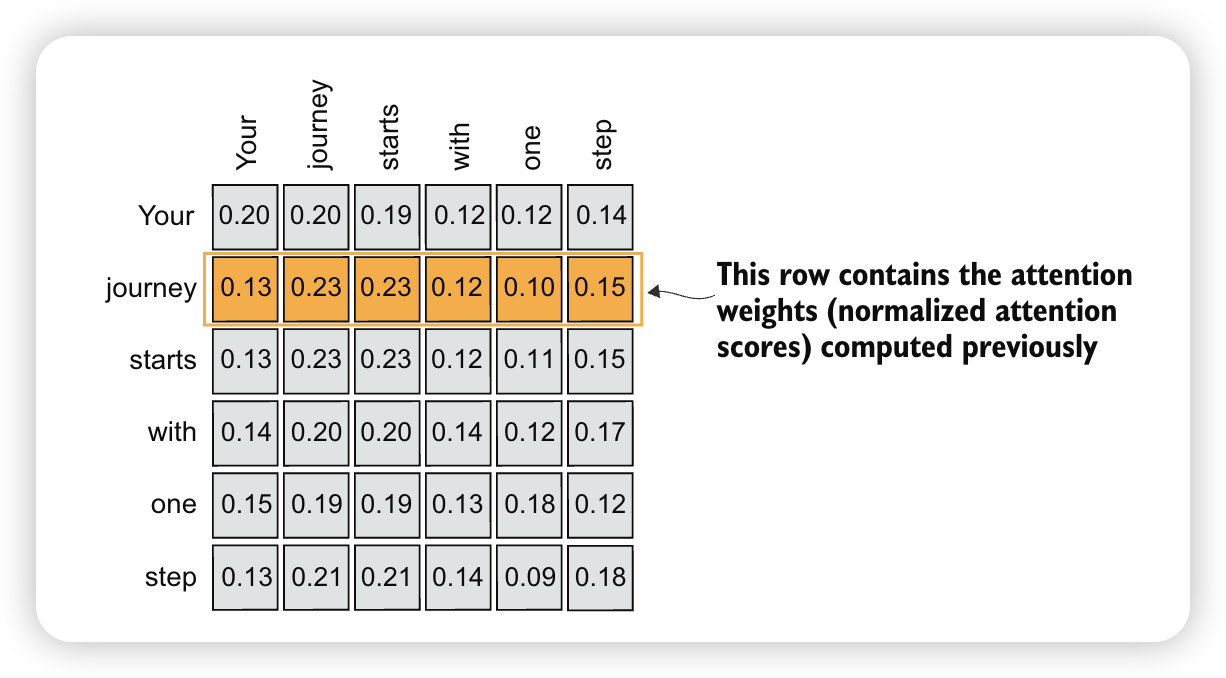 Your journey starts with one step
Your 0.20 0.20 0.19 0.12 0.12 0.14
journey 0.13 0.23 0.23 0.12 0.10 0.15
starts 0.13 0.23 0.23 0.12 0.11 0.15
with 0.14 0.20 0.20 0.14 0.12 0.17
one 0.15 0.19 0.19 0.13 0.18 0.12
step 0.13 0.21 0.21 0.14 0.09 0.18
This row contains the attention
weights (normalized attention
scores) computed previously